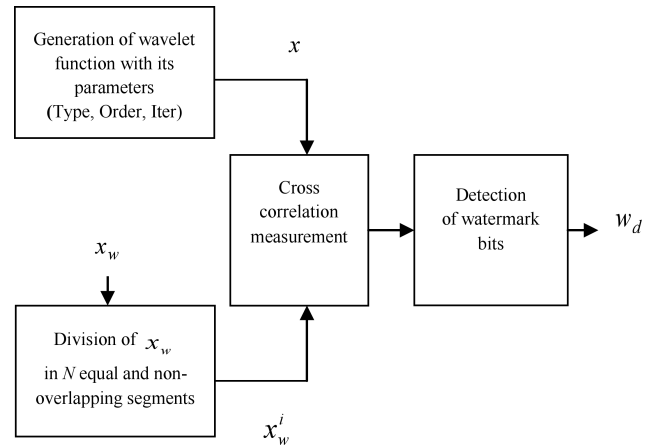 Generation of wavelet
function with its
parameters
(Type, Order, Iter)
x
Cross
correlation
measurement
Detection
of watermark
bits
w_d
x_w
Division of x_w
in N equal and non-
overlapping segments
x_w^i